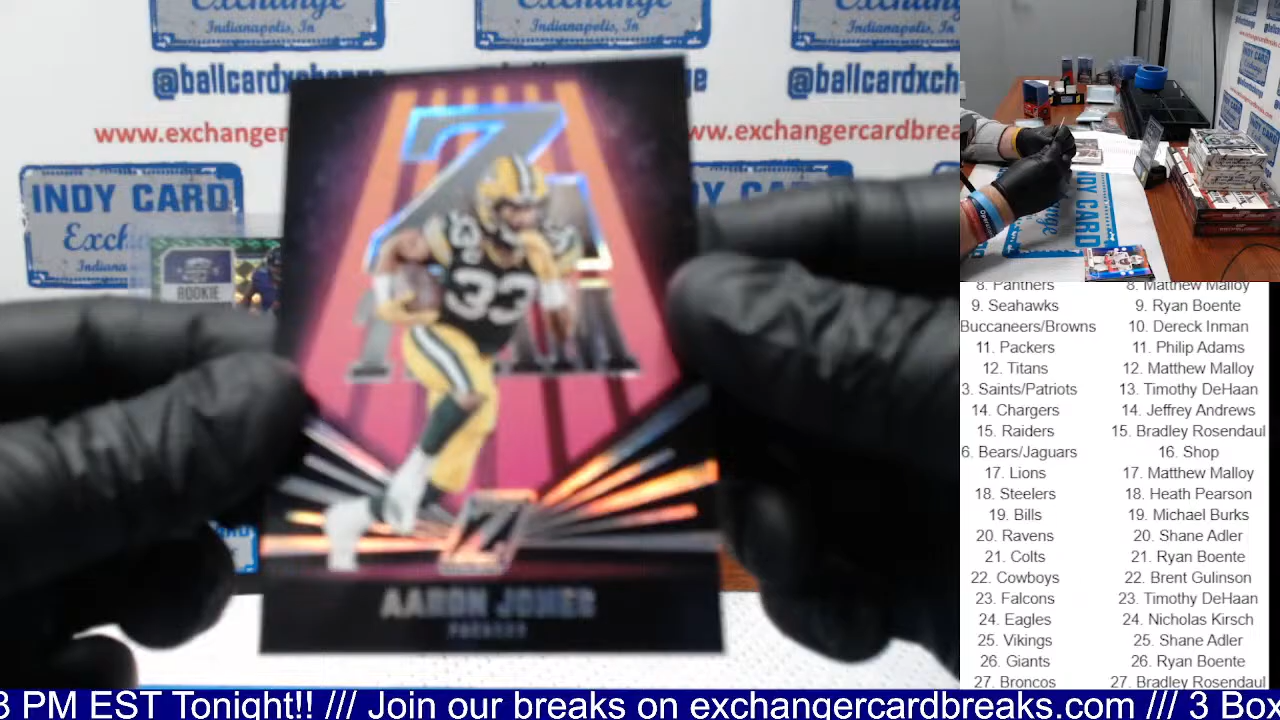 Exchange
Indianapolis, In
Indianapolis, In
Indianapolis, In
@ballcardxchange
@ballcardxch
www.exchanger
www.exchangercardbrea
INDY CARD
Exch
Indiana
ROOKIE
33
AARON JONES
PACKERS
INDY CARD
Exchange
8. Panthers 8. Matthew Malloy
9. Seahawks 9. Ryan Boente
Buccaneers/Browns 10. Dereck Inman
11. Packers 11. Philip Adams
12. Titans 12. Matthew Malloy
3. Saints/Patriots 13. Timothy DeHaan
14. Chargers 14. Jeffrey Andrews
15. Raiders 15. Bradley Rosendaul
6. Bears/Jaguars 16. Shop
17. Lions 17. Matthew Malloy
18. Steelers 18. Heath Pearson
19. Bills 19. Michael Burks
20. Ravens 20. Shane Adler
21. Colts 21. Ryan Boente
22. Cowboys 22. Brent Gulinson
23. Falcons 23. Timothy DeHaan
24. Eagles 24. Nicholas Kirsch
25. Vikings 25. Shane Adler
26. Giants 26. Ryan Boente
27. Broncos 27. Bradley Rosendaul
3 PM EST Tonight!! /// Join our breaks on exchangercardbreaks.com /// 3 Box